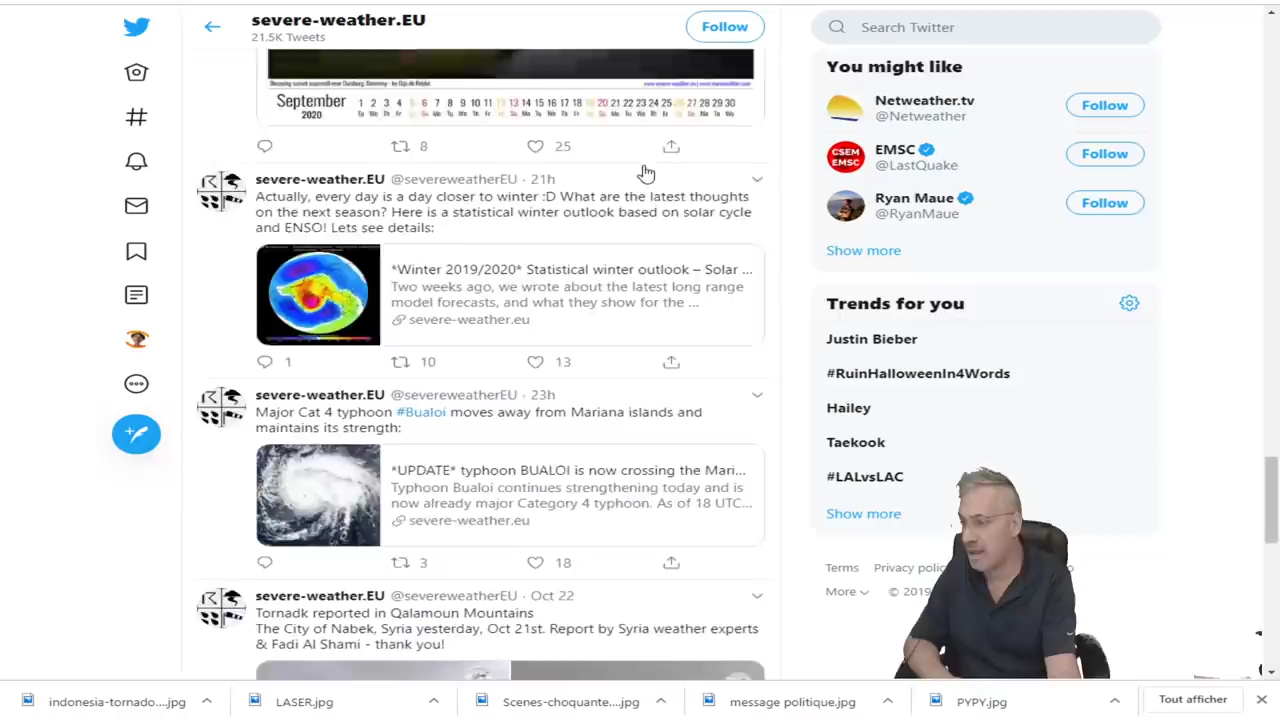 severe-weather.EU
21.5K Tweets
Follow
September
2020
1 2 3 4 5 6 7 8 9 10 11 12 13 14 15 16 17 18 19 20 21 22 23 24 25 26 27 28 29 30
8 25
severe-weather.EU @severeweatherEU · 21h
Actually, every day is a day closer to winter :D What are the latest thoughts
on the next season? Here is a statistical winter outlook based on solar cycle
and ENSO! Lets see details:
*Winter 2019/2020* Statistical winter outlook – Solar ...
Two weeks ago, we wrote about the latest long range
model forecasts, and what they show for the ...
severe-weather.eu
1 10 13
severe-weather.EU @severeweatherEU · 23h
Major Cat 4 typhoon #Bualoi moves away from Mariana islands and
maintains its strength:
*UPDATE* typhoon BUALOI is now crossing the Mari...
Typhoon Bualoi continues strengthening today and is
now already major Category 4 typhoon. As of 18 UTC...
severe-weather.eu
3 18
severe-weather.EU @severeweatherEU · Oct 22
Tornadk reported in Qalamoun Mountains
The City of Nabek, Syria yesterday, Oct 21st. Report by Syria weather experts
& Fadi Al Shami - thank you!
Search Twitter
You might like
Netweather.tv
@Netweather
Follow
CSEM
EMSC
EMSC
@LastQuake
Follow
Ryan Maue
@RyanMaue
Follow
Show more
Trends for you
Justin Bieber
#RuinHalloweenIn4Words
Hailey
Taekook
#LALvsLAC
Show more
Terms Privacy polic
More © 2019
indonesia-tornado....jpg
LASER.jpg
Scenes-choquante....jpg
message politique.jpg
PYPY.jpg
Tout afficher